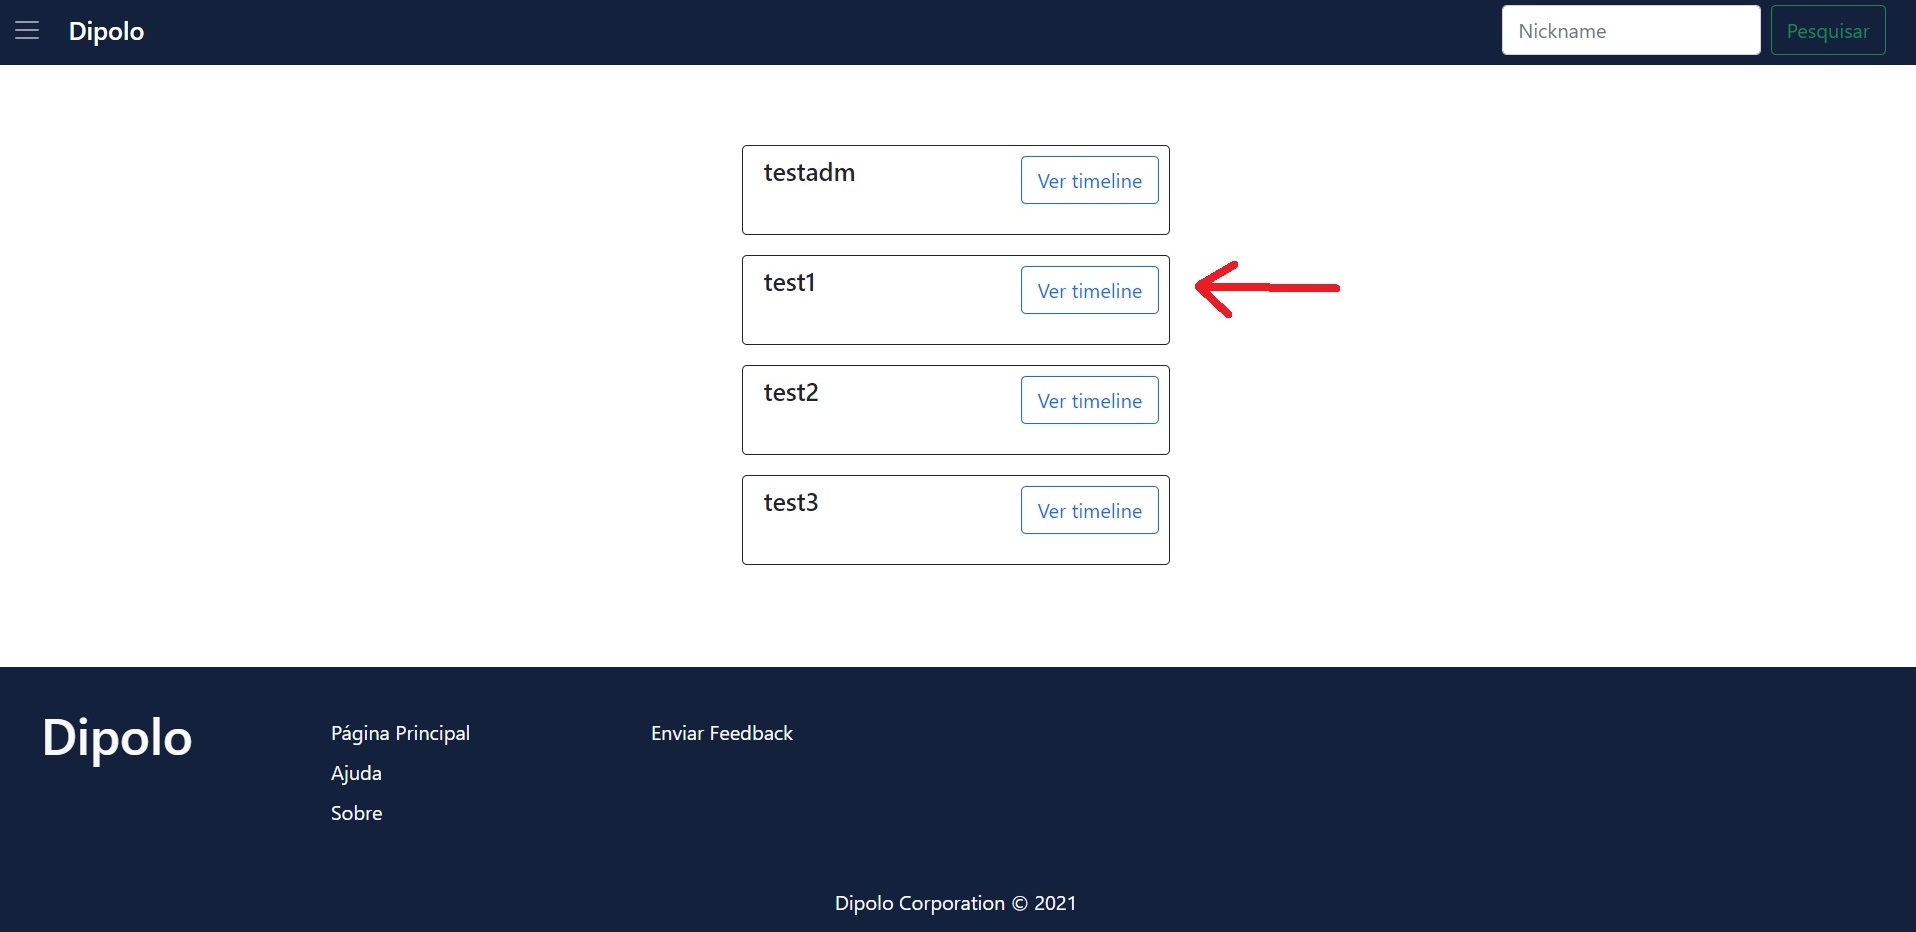 Dipolo
Nickname
Pesquisar
testadm
Ver timeline
test1
Ver timeline
test2
Ver timeline
test3
Ver timeline
Dipolo
Página Principal
Ajuda
Sobre
Enviar Feedback
Dipolo Corporation © 2021